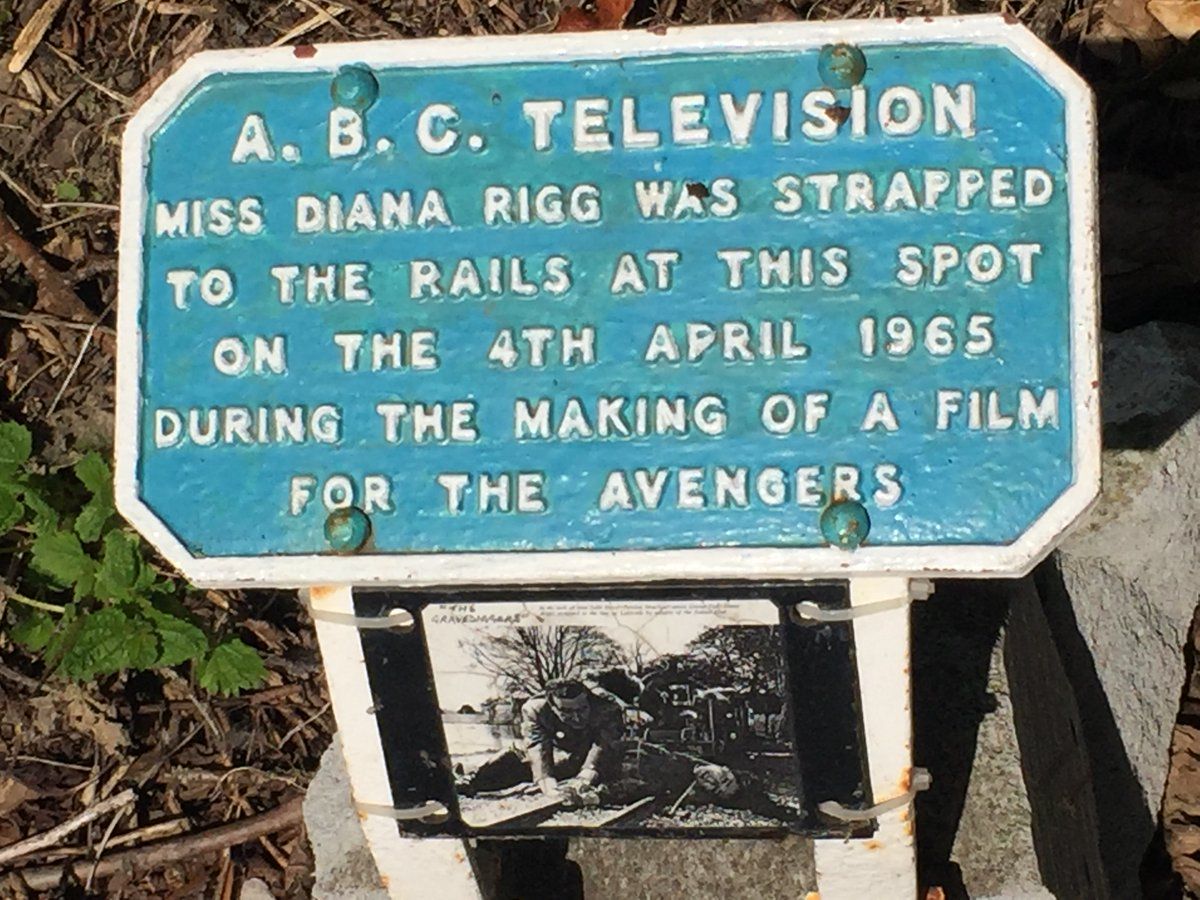 A. B. C. TELEVISION
MISS DIANA RIGG WAS STRAPPED
TO THE RAILS AT THIS SPOT
ON THE 4TH APRIL 1965
DURING THE MAKING OF A FILM
FOR THE AVENGERS
"THE
GRAVEDIGGERS"